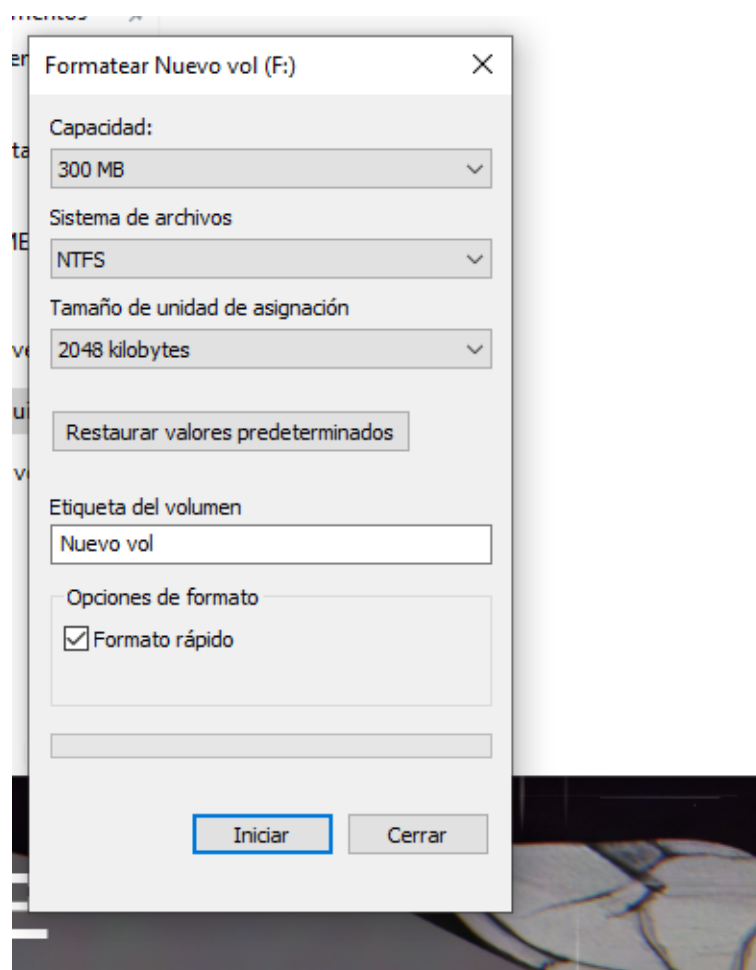 Formatear Nuevo vol (F:)
Capacidad:
300 MB
Sistema de archivos
NTFS
Tamaño de unidad de asignación
2048 kilobytes
Restaurar valores predeterminados
Etiqueta del volumen
Nuevo vol
Opciones de formato
Formato rápido
Iniciar
Cerrar